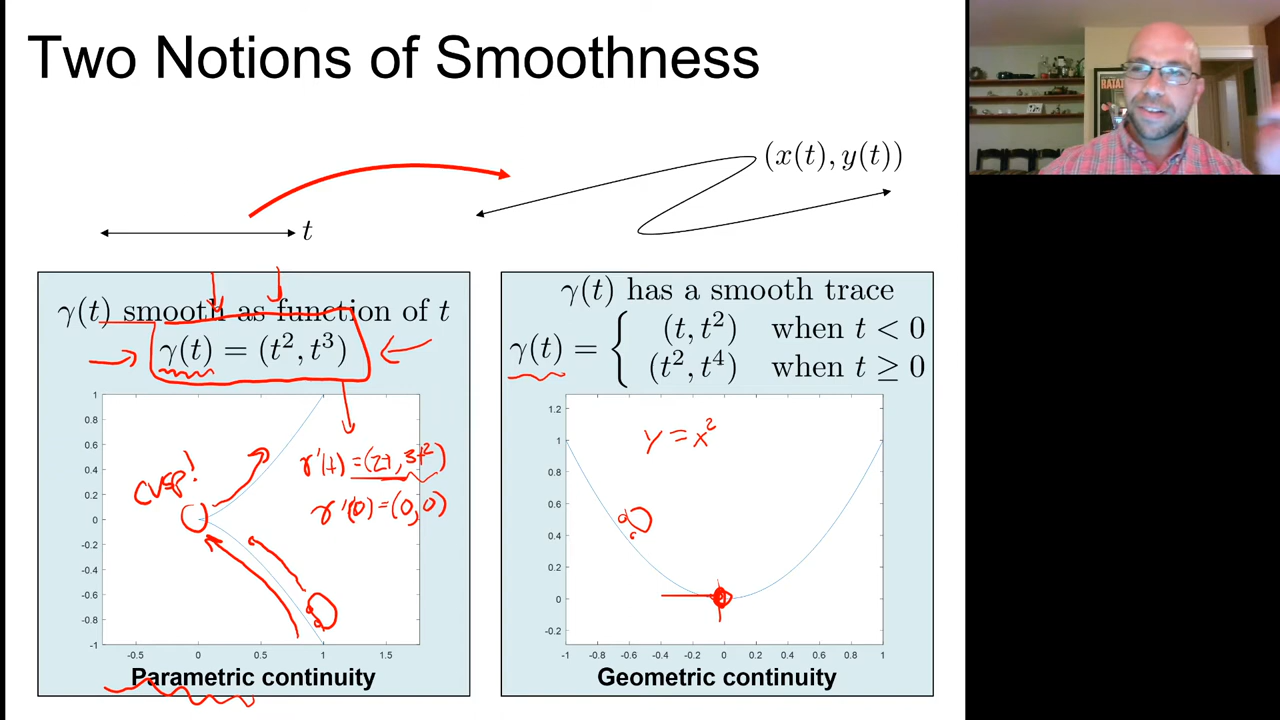 Two Notions of Smoothness
t
(x(t), y(t))
γ(t) smooth as function of t
γ(t) = (t², t³)
1
0.8
0.6
0.4
0.2
0
-0.2
-0.4
-0.6
-0.8
-1
-0.5
0
0.5
1
1.5
CUSP!
γ'(t) = (2t, 3t²)
γ'(0) = (0, 0)
Parametric continuity
γ(t) has a smooth trace
γ(t) = { (t, t²) when t < 0
(t², t⁴) when t ≥ 0
1.2
1
0.8
0.6
0.4
0.2
0
-0.2
-1
-0.8
-0.6
-0.4
-0.2
0
0.2
0.4
0.6
0.8
1
y = x²
Geometric continuity